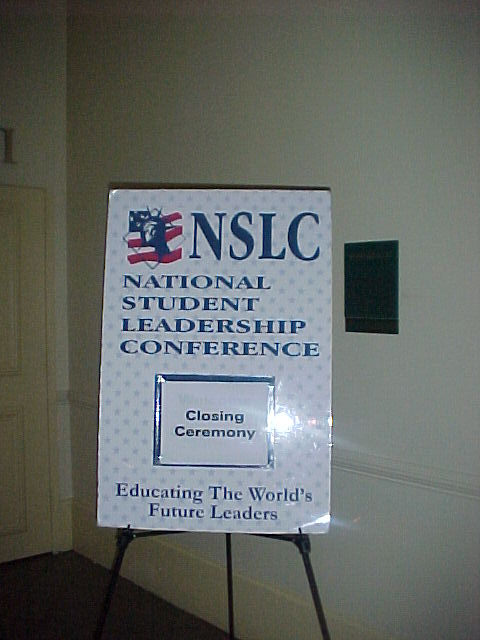 NSLC
NATIONAL
STUDENT
LEADERSHIP
CONFERENCE
Closing
Ceremony
Educating The World's
Future Leaders